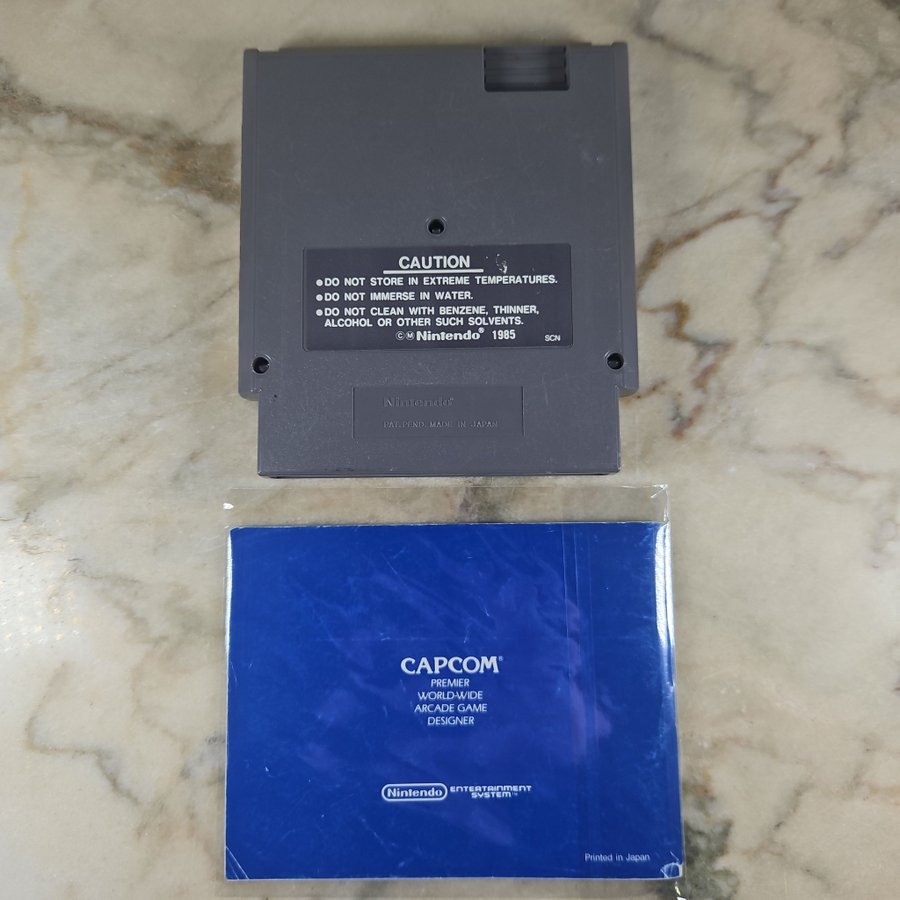 CAUTION
●DO NOT STORE IN EXTREME TEMPERATURES.
●DO NOT IMMERSE IN WATER.
●DO NOT CLEAN WITH BENZENE, THINNER,
ALCOHOL OR OTHER SUCH SOLVENTS.
©Ⓜ Nintendo® 1985
SCN
Nintendo®
PAT. PEND. MADE IN JAPAN
CAPCOM®
PREMIER
WORLD-WIDE
ARCADE GAME
DESIGNER
Nintendo ENTERTAINMENT
SYSTEM™
Printed in Japan